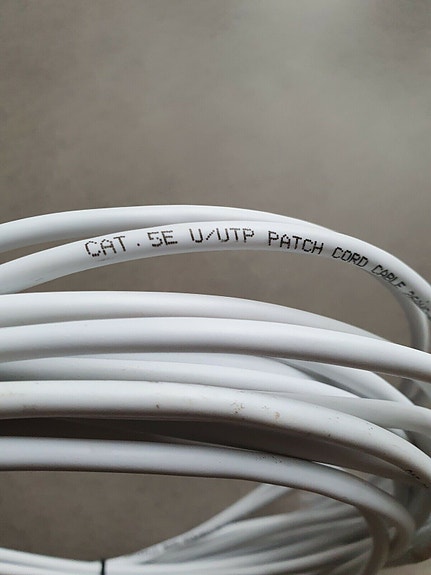 CAT.5E U/UTP PATCH CORD CABLE